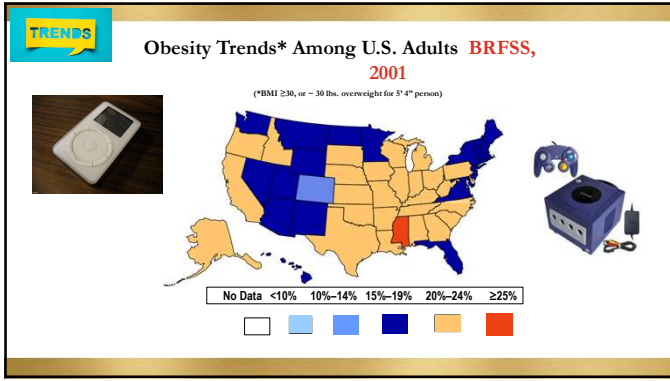 TRENDS
Obesity Trends* Among U.S. Adults BRFSS,
2001
(*BMI ≥30, or ~ 30 lbs. overweight for 5' 4" person)
No Data <10% 10%–14% 15%–19% 20%–24% ≥25%